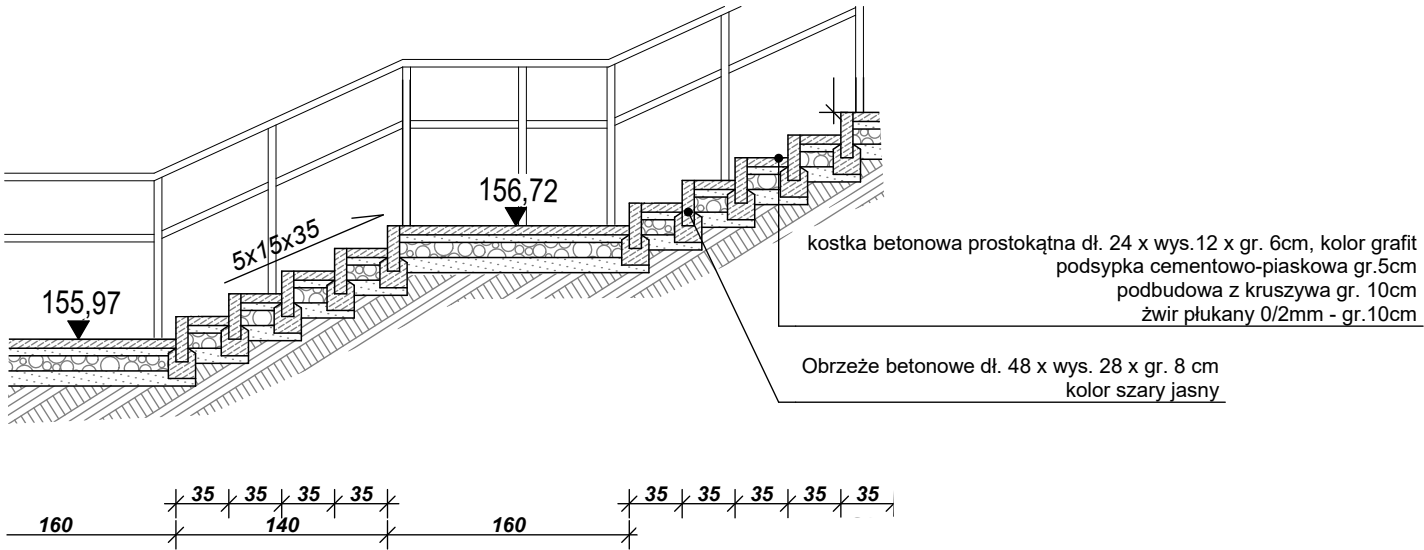 156,72
5x15x35
155,97
kostka betonowa prostokątna dł. 24 x wys.12 x gr. 6cm, kolor grafit
podsypka cementowo-piaskowa gr.5cm
podbudowa z kruszywa gr. 10cm
żwir płukany 0/2mm - gr.10cm
Obrzeże betonowe dł. 48 x wys. 28 x gr. 8 cm
kolor szary jasny
35 35 35 35 35 35 35 35 35
160 140 160